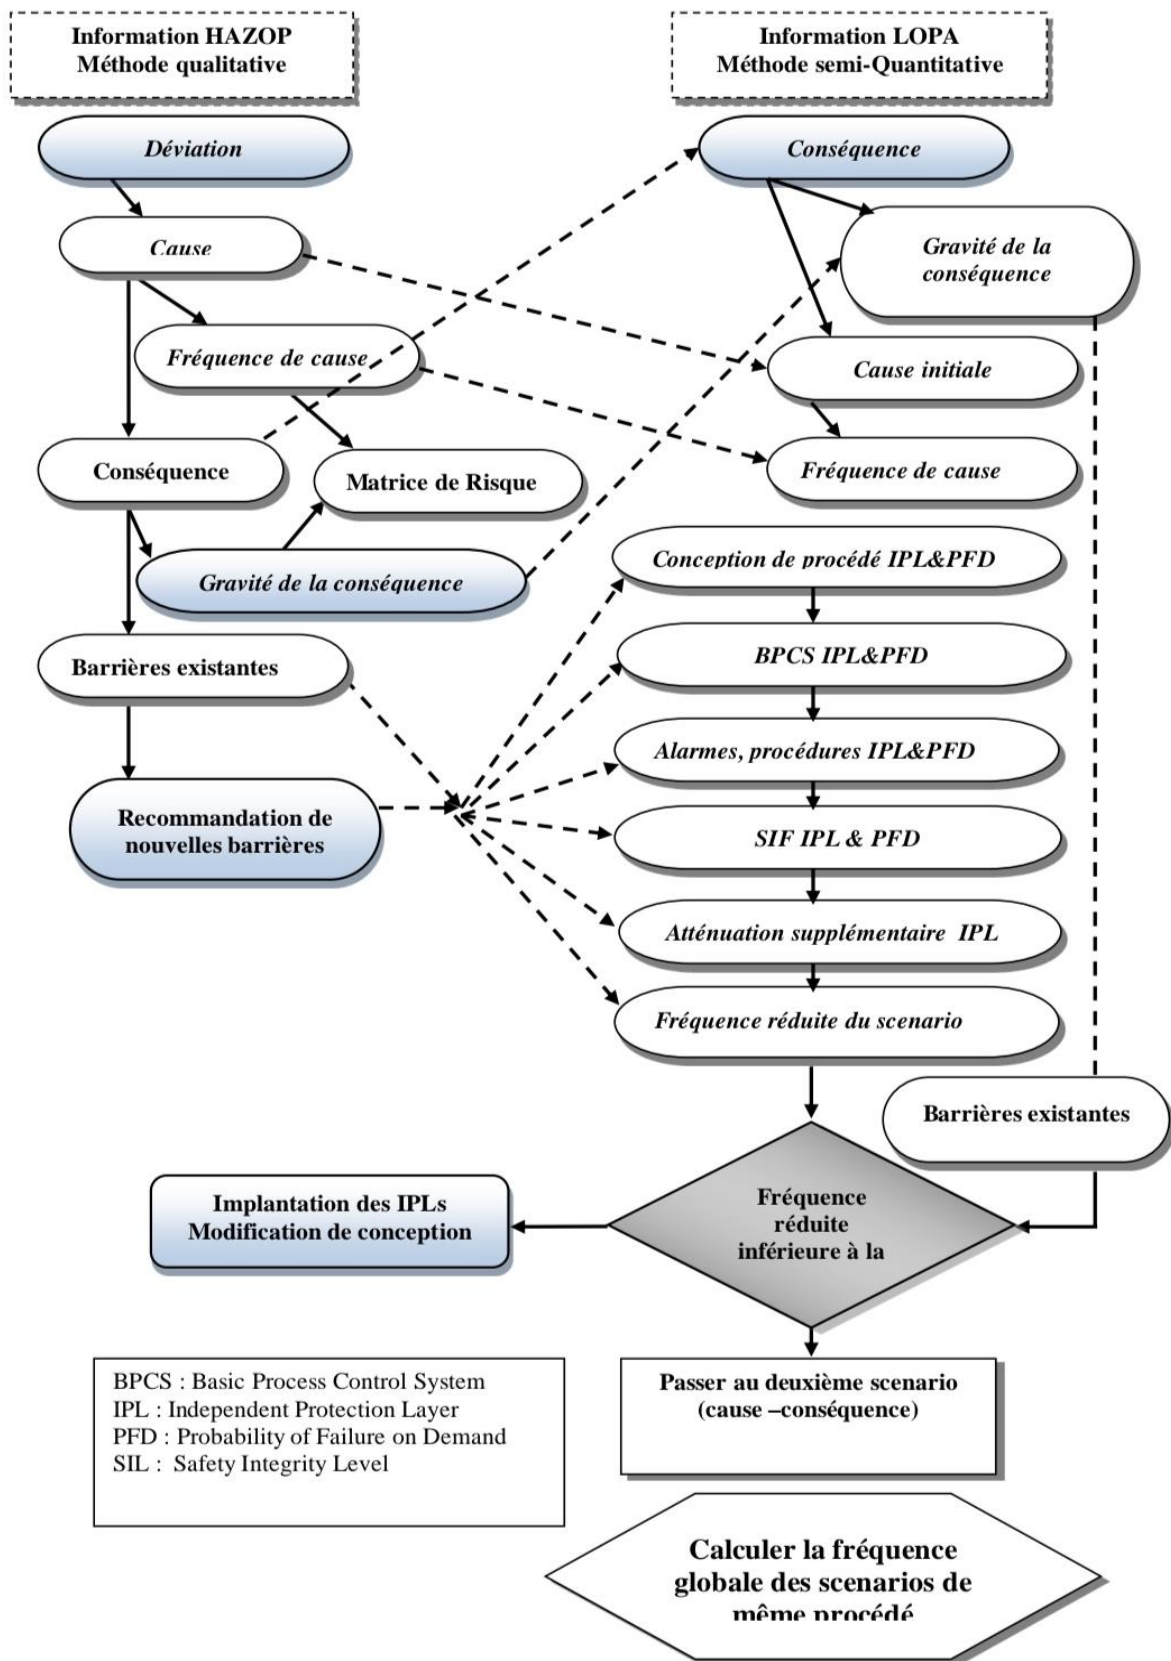 Information HAZOP
Méthode qualitative
Information LOPA
Méthode semi-Quantitative
Déviation
Conséquence
Cause
Gravité de la
conséquence
Fréquence de cause
Cause initiale
Conséquence
Matrice de Risque
Fréquence de cause
Gravité de la conséquence
Conception de procédé IPL&PFD
Barrières existantes
BPCS IPL&PFD
Alarmes, procédures IPL&PFD
Recommandation de
nouvelles barrières
SIF IPL & PFD
Atténuation supplémentaire IPL
Fréquence réduite du scenario
Barrières existantes
Fréquence
réduite
inférieure à la
Implantation des IPLs
Modification de conception
BPCS : Basic Process Control System
IPL : Independent Protection Layer
PFD : Probability of Failure on Demand
SIL : Safety Integrity Level
Passer au deuxième scenario
(cause –conséquence)
Calculer la fréquence
globale des scenarios de
même procédé